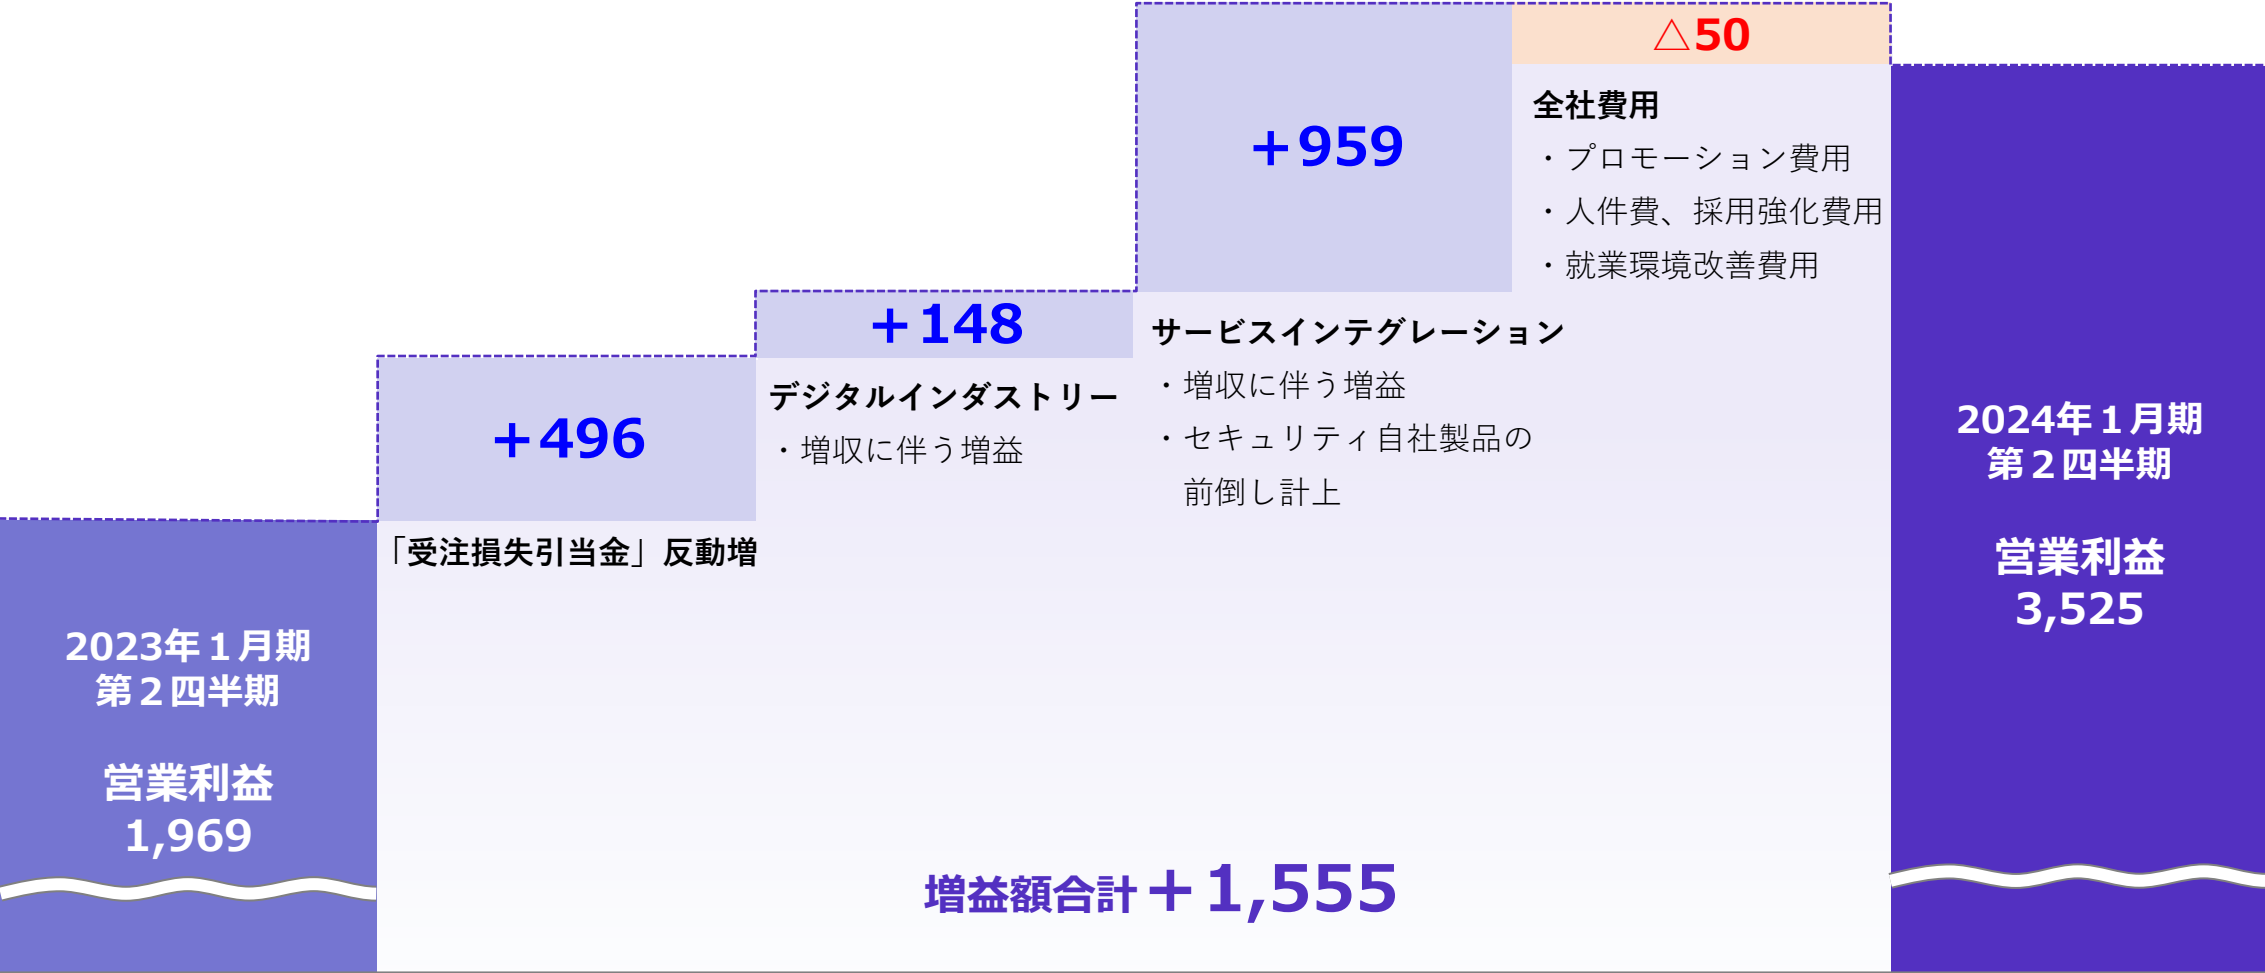 2023年１月期
第２四半期
営業利益
1,969
＋496
「受注損失引当金」反動増
＋148
デジタルインダストリー
・増収に伴う増益
＋959
サービスインテグレーション
・増収に伴う増益
・セキュリティ自社製品の
前倒し計上
△50
全社費用
・プロモーション費用
・人件費、採用強化費用
・就業環境改善費用
2024年１月期
第２四半期
営業利益
3,525
増益額合計＋1,555